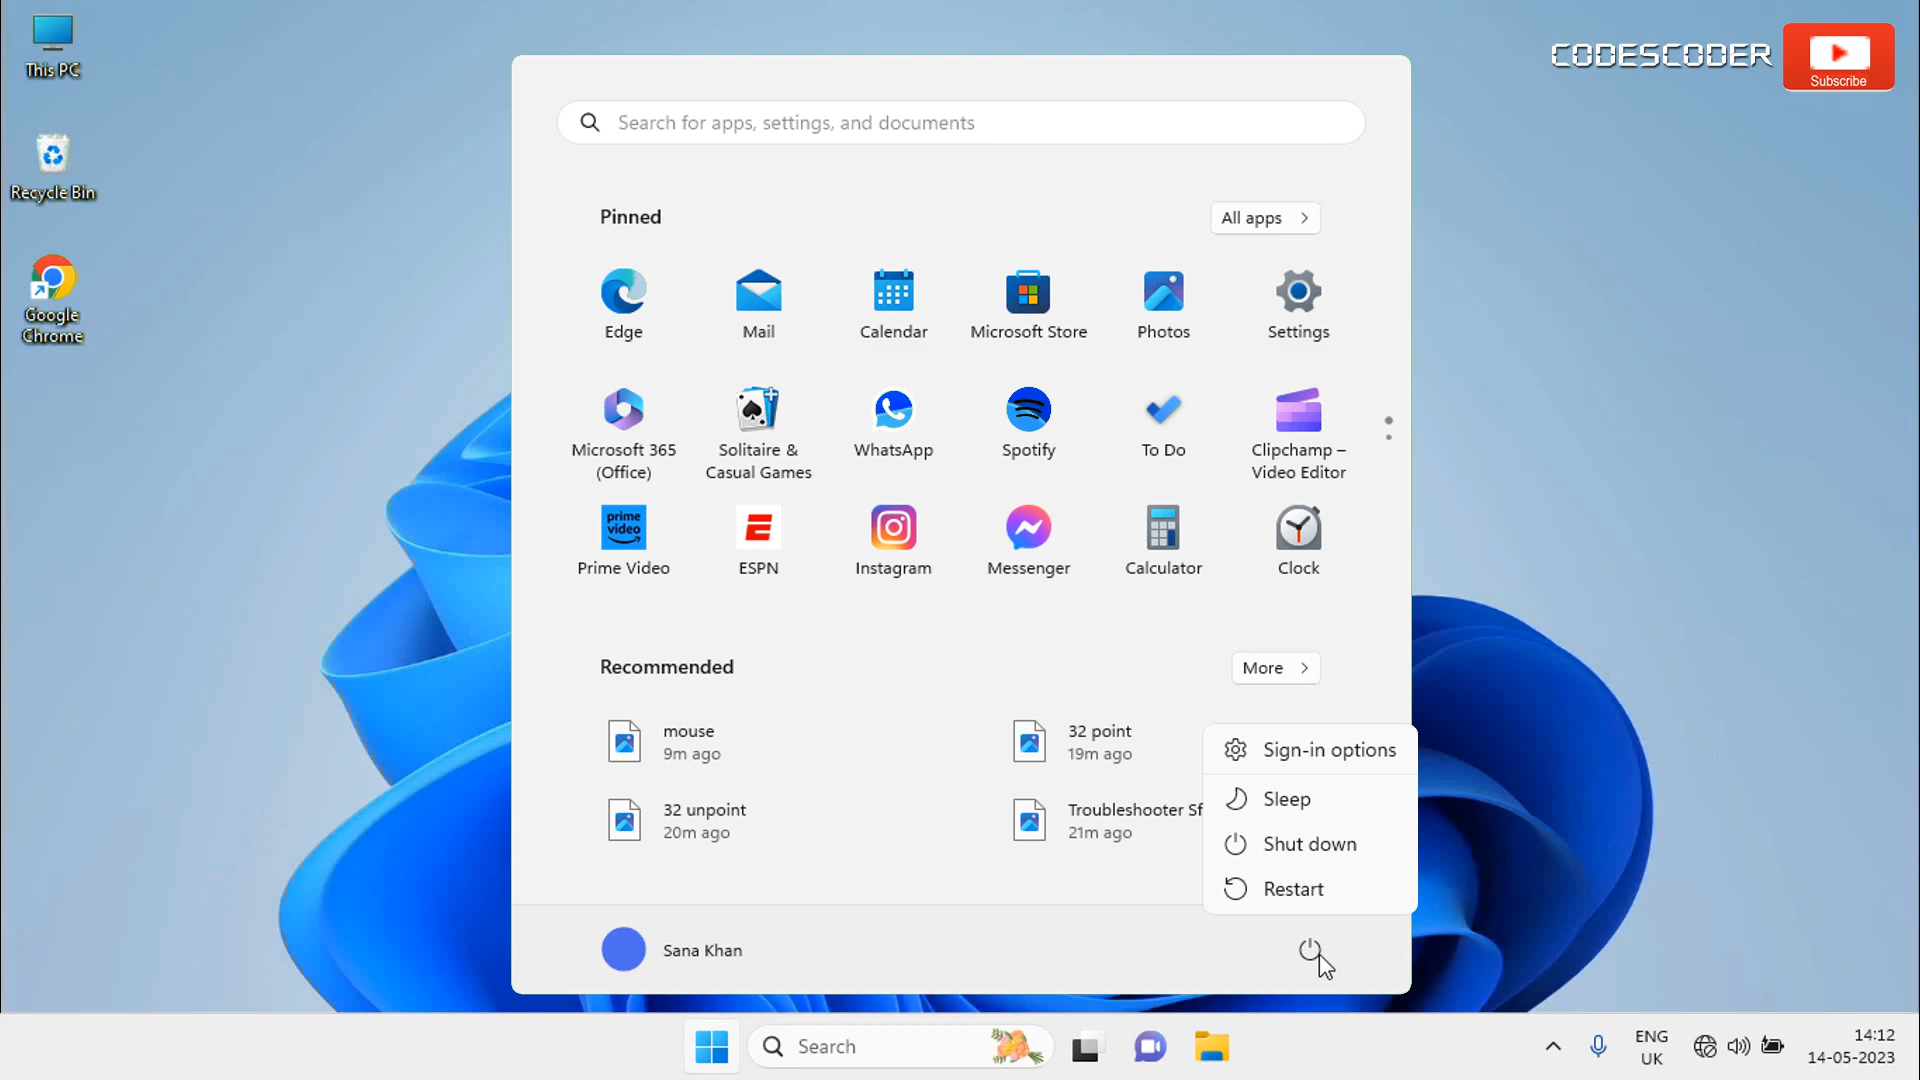 This PC
Recycle Bin
Google
Chrome
CODESCODER
Subscribe
Search for apps, settings, and documents
Pinned
All apps
Edge
Mail
Calendar
Microsoft Store
Photos
Settings
Microsoft 365
(Office)
Solitaire &
Casual Games
WhatsApp
Spotify
To Do
Clipchamp –
Video Editor
prime
video
Prime Video
ESPN
Instagram
Messenger
Calculator
Clock
Recommended
More
mouse
9m ago
32 point
19m ago
32 unpoint
20m ago
Troubleshooter Sf
21m ago
Sign-in options
Sleep
Shut down
Restart
Sana Khan
Search
ENG
UK
14:12
14-05-2023